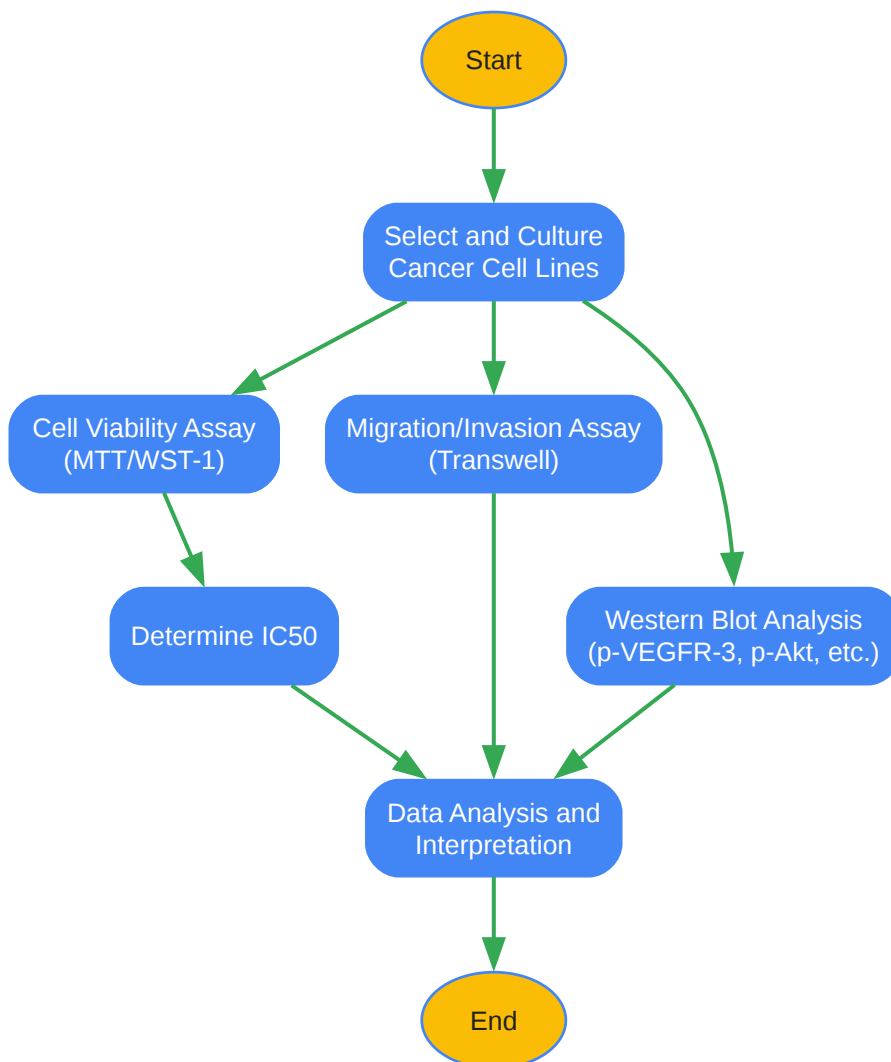 Start
Select and Culture
Cancer Cell Lines
Cell Viability Assay
(MTT/WST-1)
Migration/Invasion Assay
(Transwell)
Determine IC50
Western Blot Analysis
(p-VEGFR-3, p-Akt, etc.)
Data Analysis and
Interpretation
End